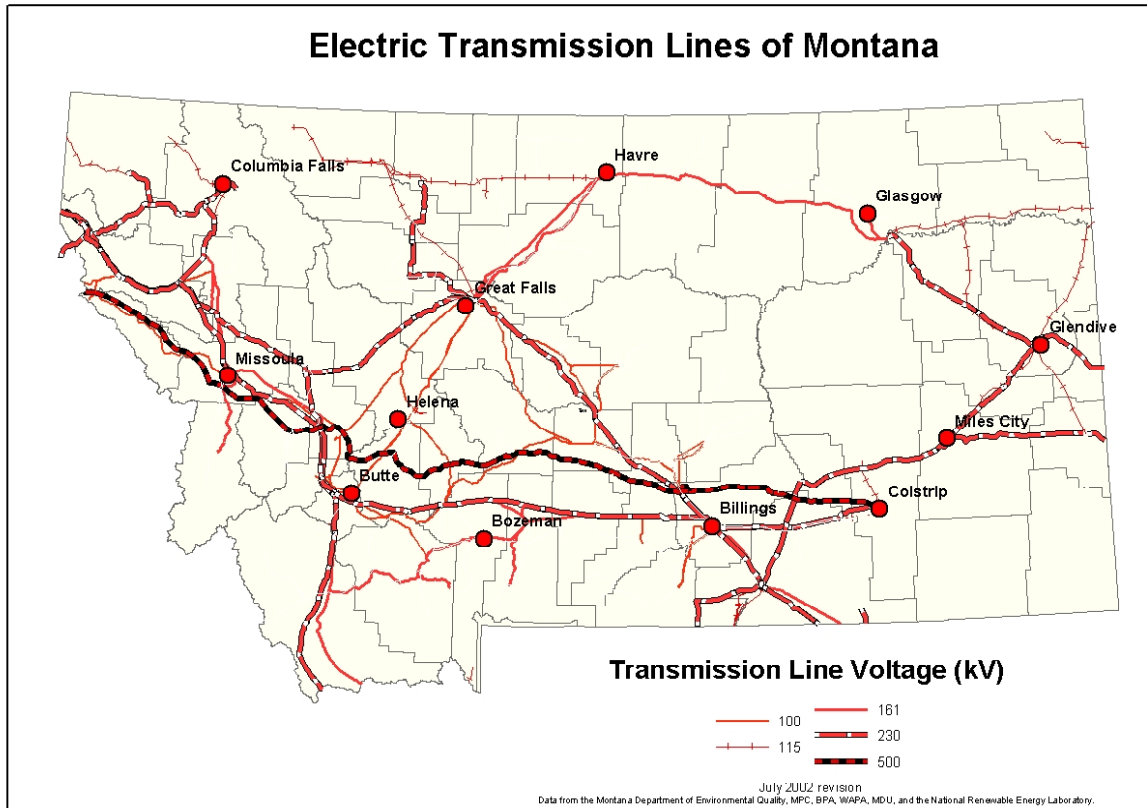 Electric Transmission Lines of Montana
Columbia Falls
Havre
Glasgow
Great Falls
Glendive
Missoula
Helena
Miles City
Butte
Colstrip
Billings
Bozeman
Transmission Line Voltage (kV)
100
161
115
230
500
July 2002 revision
Data from the Montana Department of Environmental Quality, MPC, BPA, WAPA, MDU, and the National Renewable Energy Laboratory.